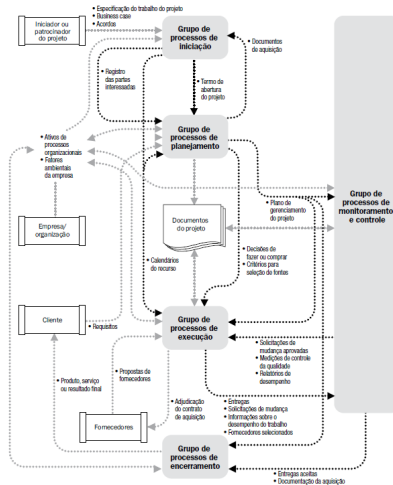 Iniciador ou
patrocinador
do projeto
• Especificação do trabalho do projeto
• Business case
• Acordos
Grupo de
processos de
iniciação
• Documentos
de aquisição
• Registro
das partes
interessadas
• Termo de
abertura
do projeto
• Ativos de
processos
organizacionais
• Fatores
ambientais
da empresa
Grupo de
processos de
planejamento
Grupo de
processos de
monitoramento
e controle
• Plano de
gerenciamento
do projeto
Empresa/
organização
Documentos
do projeto
• Calendários
do recurso
• Decisões de
fazer ou comprar
• Critérios para
seleção de fontes
Cliente
• Requisitos
Grupo de
processos de
execução
• Solicitações de
mudança aprovadas
• Medições de controle
da qualidade
• Relatórios de
desempenho
• Produto, serviço
ou resultado final
• Propostas de
fornecedores
• Adjudicação
do contrato
de aquisição
• Entregas
• Solicitações de mudança
• Informações sobre o
desempenho do trabalho
• Fornecedores selecionados
Fornecedores
Grupo de
processos de
encerramento
• Entregas aceitas
• Documentação da aquisição